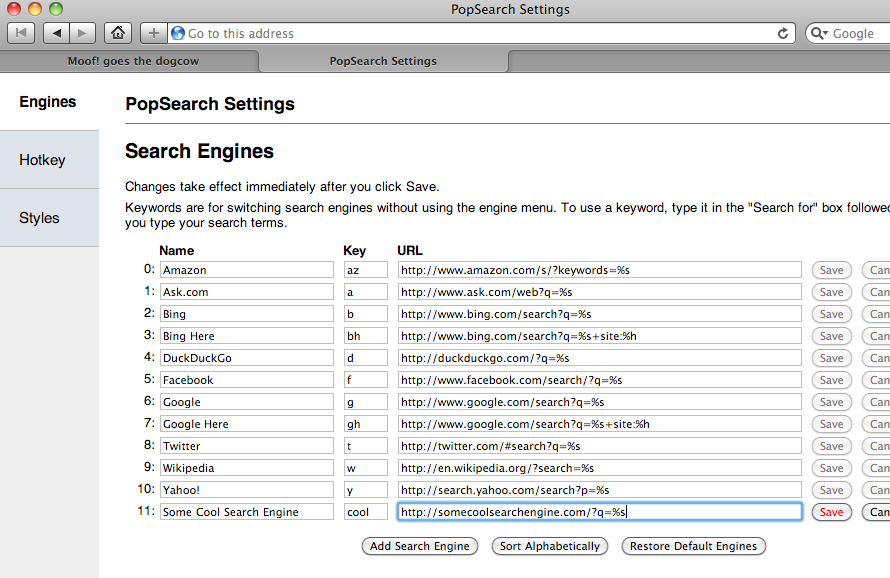 PopSearch Settings
Go to this address
Google
Moof! goes the dogcow
PopSearch Settings
Engines
Hotkey
Styles
PopSearch Settings
Search Engines
Changes take effect immediately after you click Save.
Keywords are for switching search engines without using the engine menu. To use a keyword, type it in the "Search for" box followed
you type your search terms.
Name Key URL
0: Amazon az http://www.amazon.com/s/?keywords=%s Save Can
1: Ask.com a http://www.ask.com/web?q=%s Save Can
2: Bing b http://www.bing.com/search?q=%s Save Can
3: Bing Here bh http://www.bing.com/search?q=%s+site:%h Save Can
4: DuckDuckGo d http://duckduckgo.com/?q=%s Save Can
5: Facebook f http://www.facebook.com/search/?q=%s Save Can
6: Google g http://www.google.com/search?q=%s Save Can
7: Google Here gh http://www.google.com/search?q=%s+site:%h Save Can
8: Twitter t http://twitter.com/#search?q=%s Save Can
9: Wikipedia w http://en.wikipedia.org/?search=%s Save Can
10: Yahoo! y http://search.yahoo.com/search?p=%s Save Can
11: Some Cool Search Engine cool http://somecoolsearchengine.com/?q=%s Save Can
Add Search Engine Sort Alphabetically Restore Default Engines